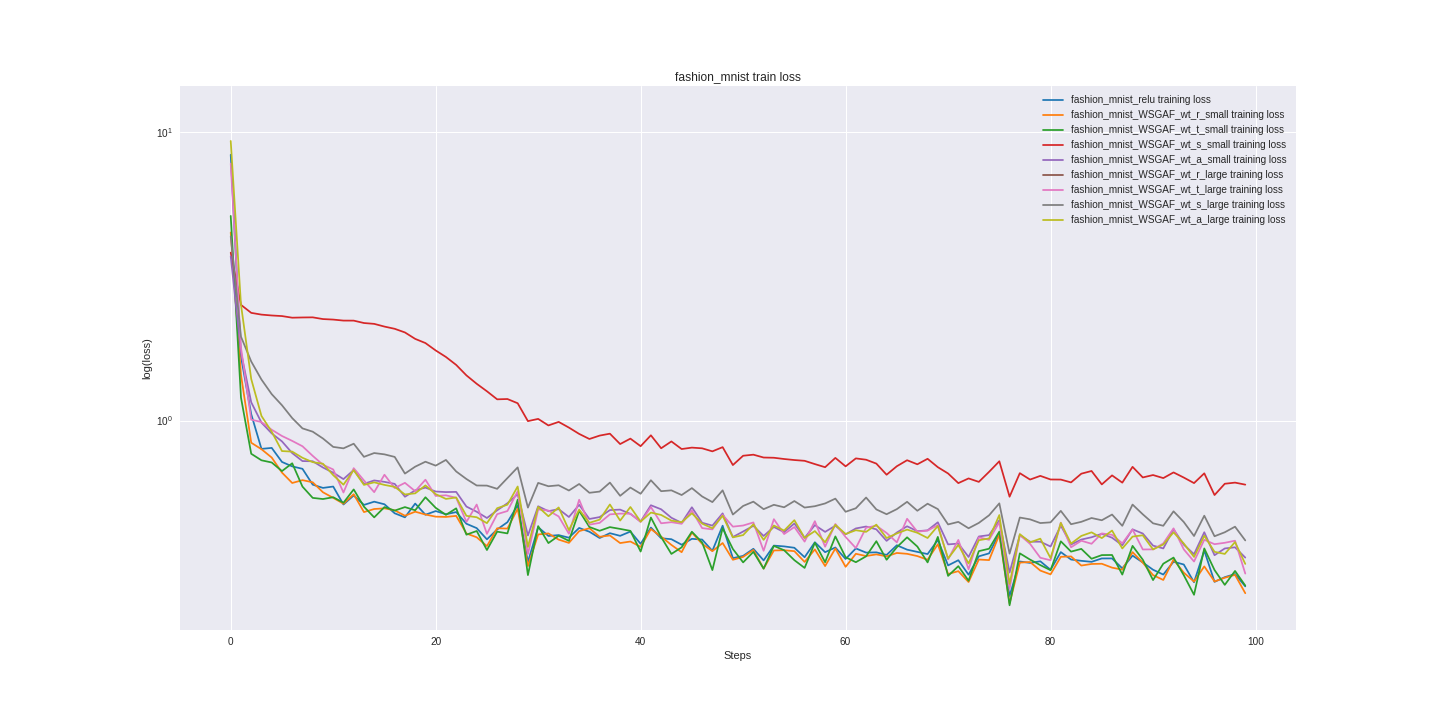 fashion_mnist train loss
fashion_mnist_relu training loss
fashion_mnist_WSGAF_wt_r_small training loss
fashion_mnist_WSGAF_wt_t_small training loss
fashion_mnist_WSGAF_wt_s_small training loss
fashion_mnist_WSGAF_wt_a_small training loss
fashion_mnist_WSGAF_wt_r_large training loss
fashion_mnist_WSGAF_wt_t_large training loss
fashion_mnist_WSGAF_wt_s_large training loss
fashion_mnist_WSGAF_wt_a_large training loss
10¹
log(loss)
10⁰
0 20 40 60 80 100
Steps